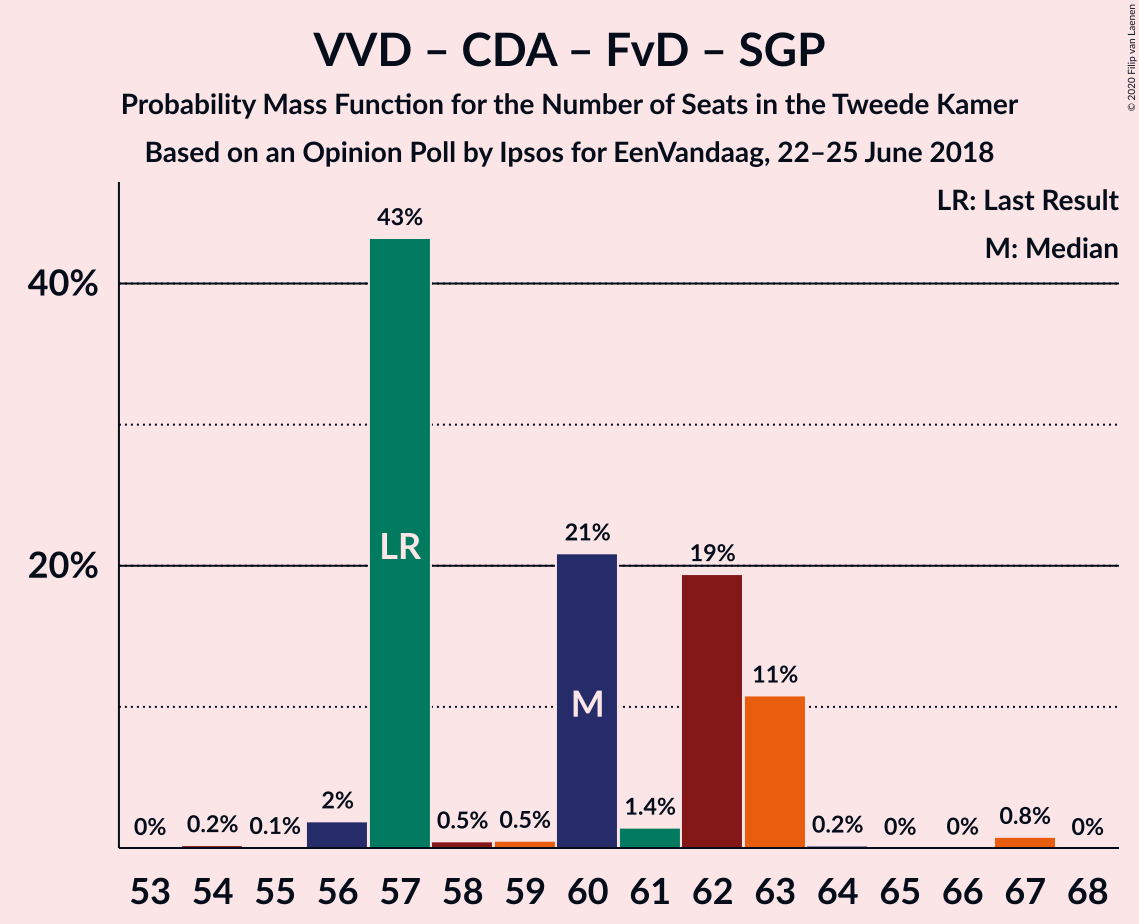 VVD – CDA – FvD – SGP
Probability Mass Function for the Number of Seats in the Tweede Kamer
Based on an Opinion Poll by Ipsos for EenVandaag, 22–25 June 2018
© 2020 Filip van Laenen
LR: Last Result
M: Median
43%
40%
LR
21%
20%
19%
M
11%
0%
0.2%
0.1%
2%
0.5%
0.5%
1.4%
0.2%
0%
0%
0.8%
0%
53 54 55 56 57 58 59 60 61 62 63 64 65 66 67 68